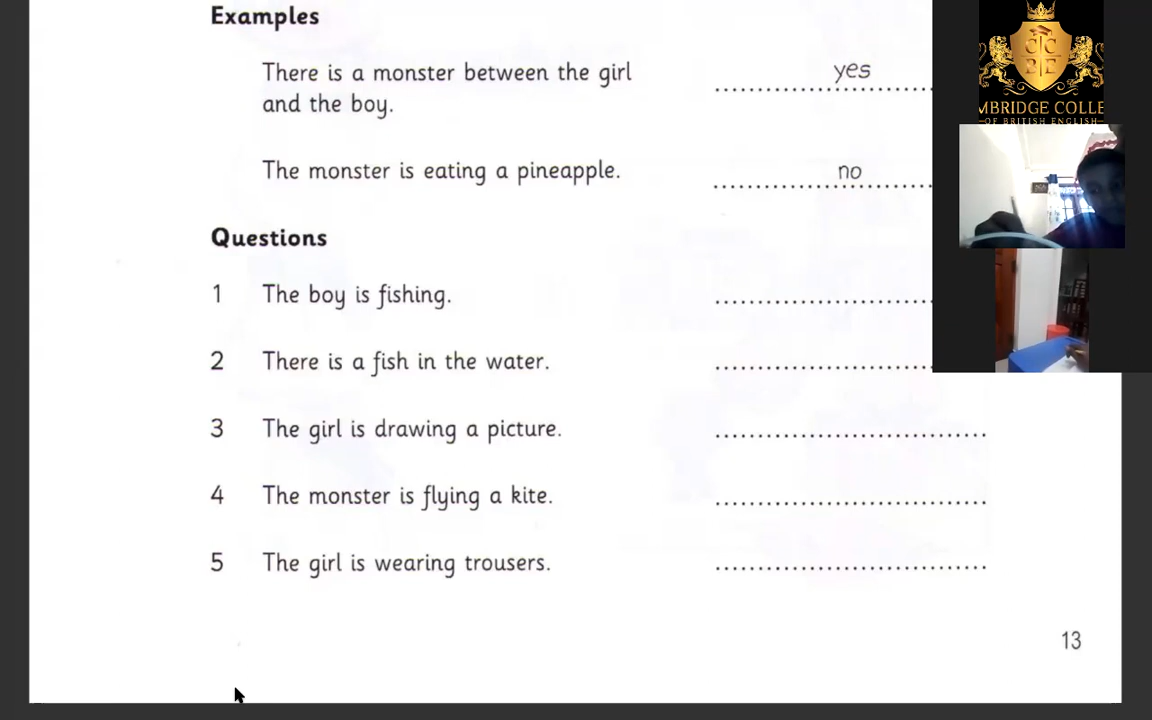 Examples
There is a monster between the girl
and the boy.
yes
The monster is eating a pineapple.
no
Questions
1 The boy is fishing.
2 There is a fish in the water.
3 The girl is drawing a picture.
4 The monster is flying a kite.
5 The girl is wearing trousers.
13
CC
BE
MBRIDGE COLLE
OF BRITISH ENGLISH